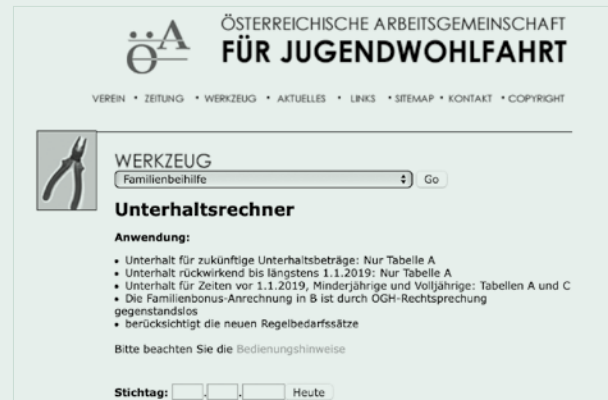 ÖA
ÖSTERREICHISCHE ARBEITSGEMEINSCHAFT
FÜR JUGENDWOHLFAHRT
VEREIN • ZEITUNG • WERKZEUG • AKTUELLES • LINKS • SITEMAP • KONTAKT • COPYRIGHT
WERKZEUG
Familienbeihilfe Go
Unterhaltsrechner
Anwendung:
• Unterhalt für zukünftige Unterhaltsbeträge: Nur Tabelle A
• Unterhalt rückwirkend bis längstens 1.1.2019: Nur Tabelle A
• Unterhalt für Zeiten vor 1.1.2019, Minderjährige und Volljährige: Tabellen A und C
• Die Familienbonus-Anrechnung in B ist durch OGH-Rechtsprechung
gegenstandslos
• berücksichtigt die neuen Regelbedarfssätze
Bitte beachten Sie die Bedienungshinweise
Stichtag: . . Heute